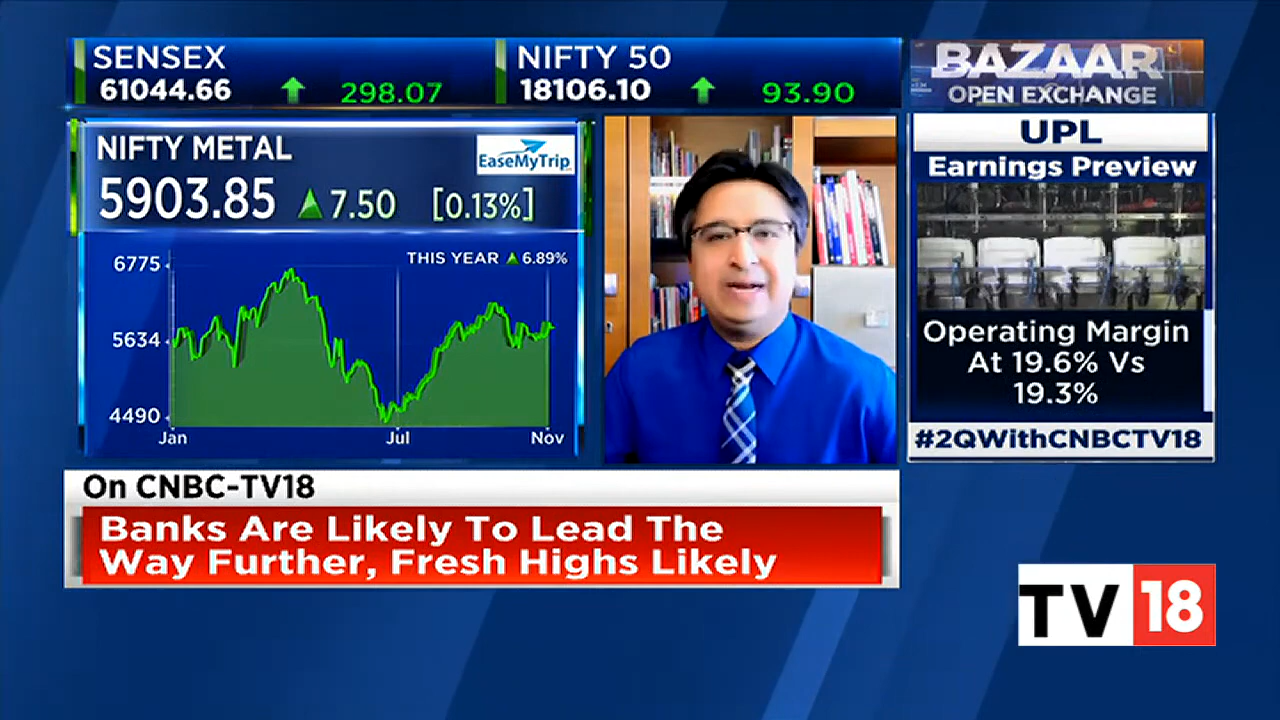 SENSEX
61044.66 298.07
NIFTY 50
18106.10 93.90
BAZAAR
OPEN EXCHANGE
NIFTY METAL
EaseMyTrip
5903.85 7.50 [0.13%]
THIS YEAR 6.89%
6775
5634
4490
Jan Jul Nov
UPL
Earnings Preview
Operating Margin
At 19.6% Vs
19.3%
#2QWithCNBCTV18
On CNBC-TV18
Banks Are Likely To Lead The
Way Further, Fresh Highs Likely
TV18